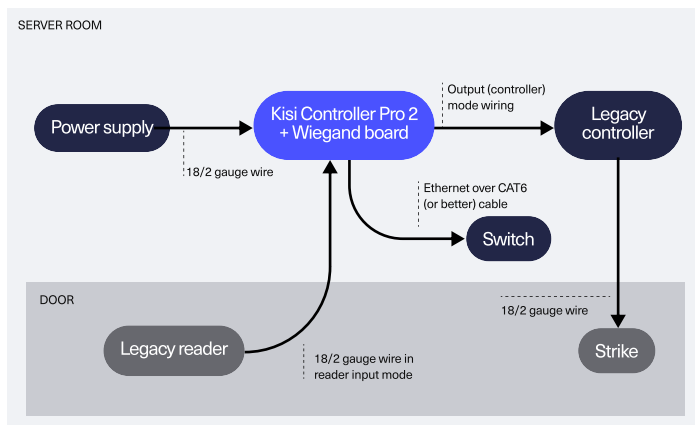 SERVER ROOM
Power supply
18/2 gauge wire
Kisi Controller Pro 2
+ Wiegand board
Output (controller)
mode wiring
Legacy
controller
Ethernet over CAT6
(or better) cable
Switch
DOOR
Legacy reader
18/2 gauge wire in
reader input mode
18/2 gauge wire
Strike